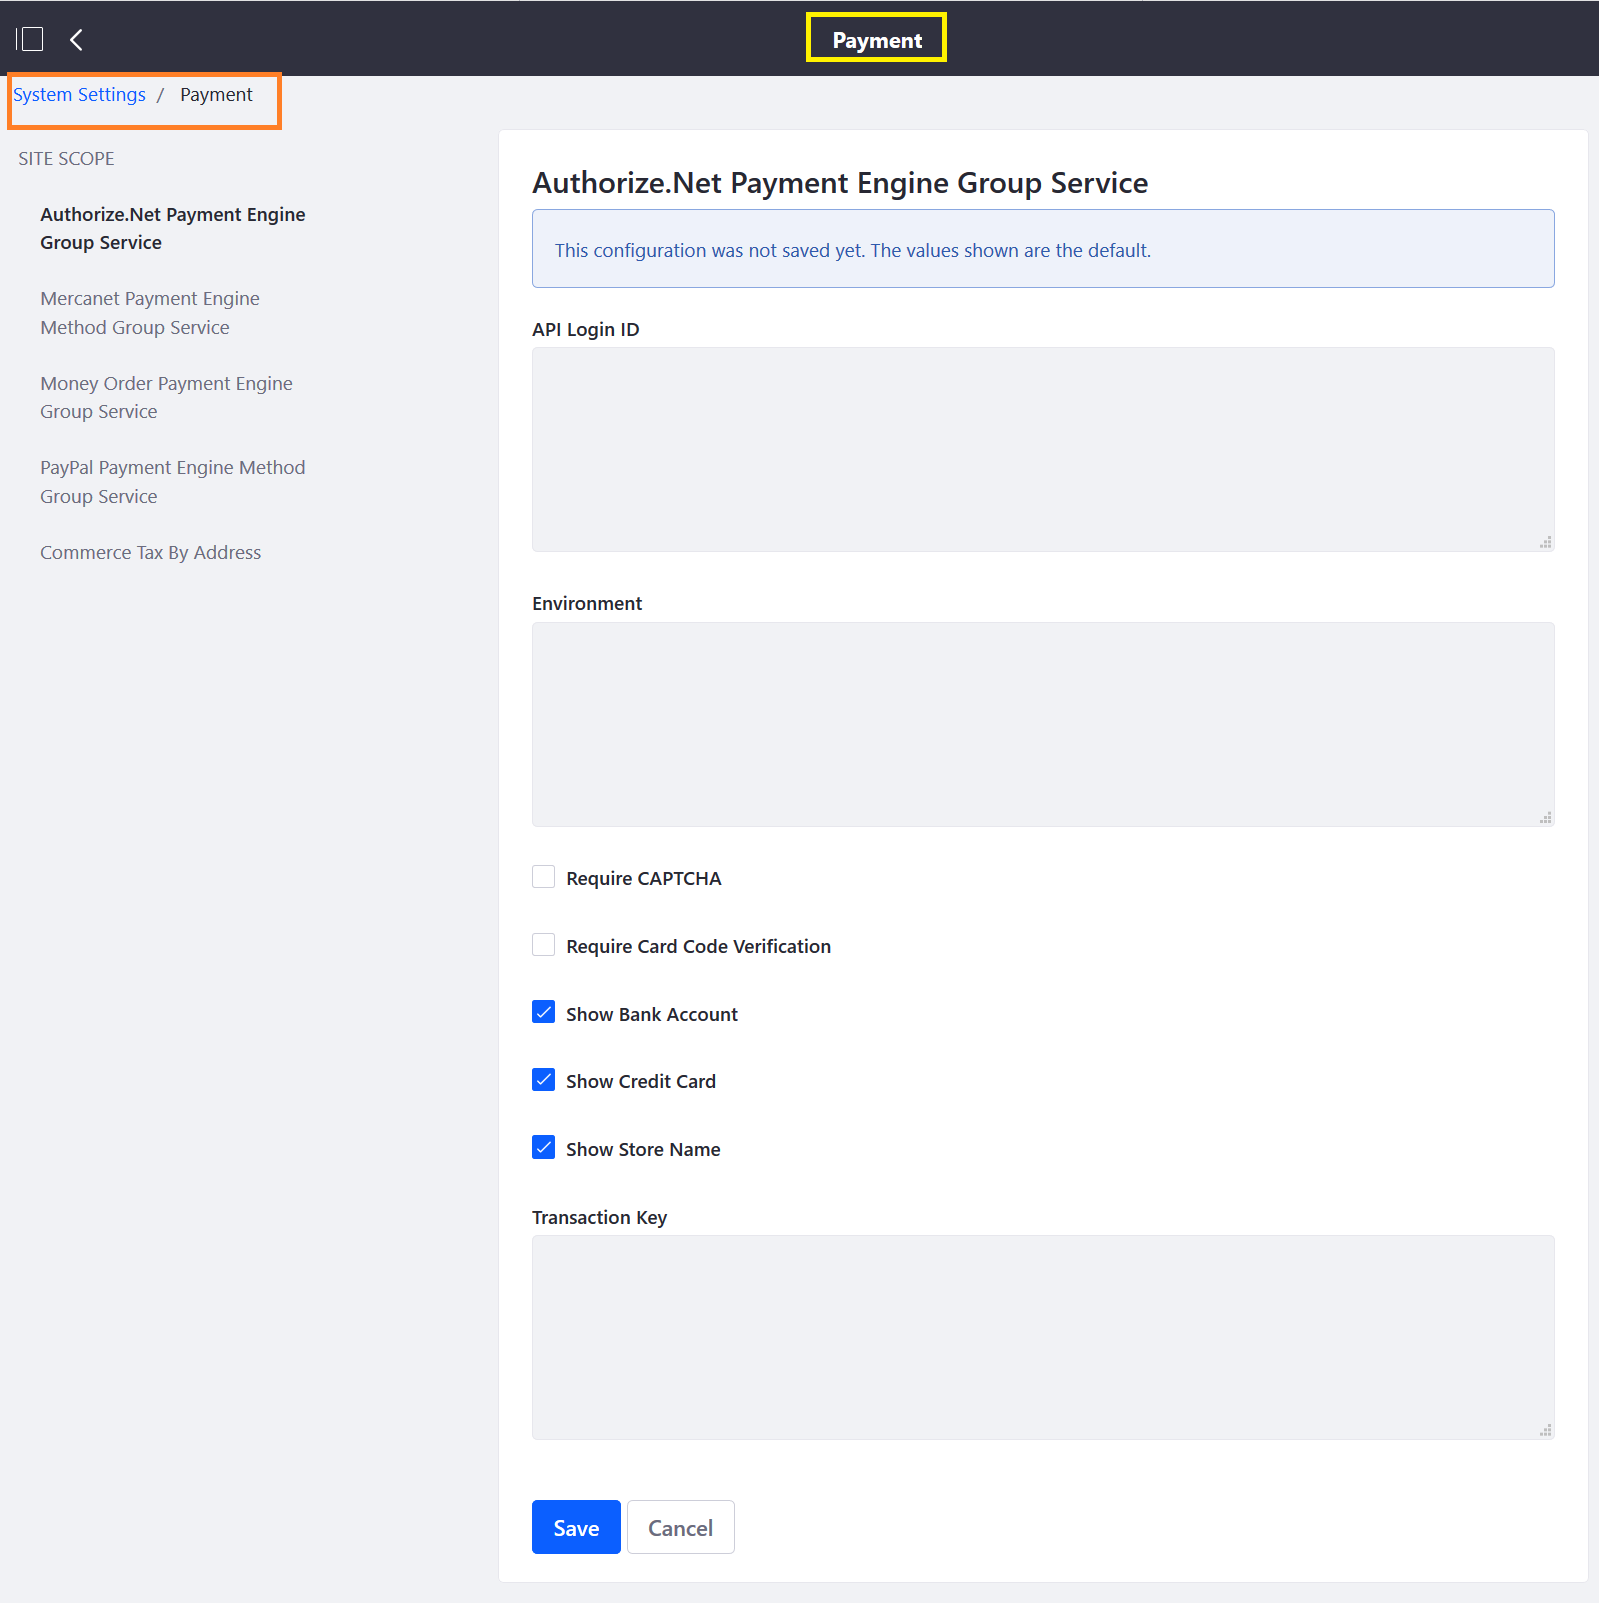 Payment
System Settings / Payment
SITE SCOPE
Authorize.Net Payment Engine
Group Service
Mercanet Payment Engine
Method Group Service
Money Order Payment Engine
Group Service
PayPal Payment Engine Method
Group Service
Commerce Tax By Address
Authorize.Net Payment Engine Group Service
This configuration was not saved yet. The values shown are the default.
API Login ID
Environment
Require CAPTCHA
Require Card Code Verification
Show Bank Account
Show Credit Card
Show Store Name
Transaction Key
Save
Cancel